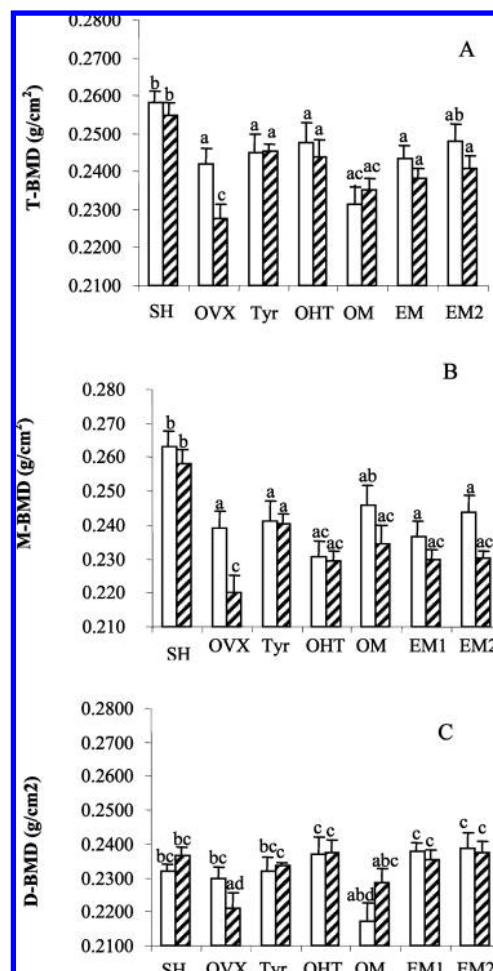 A
T-BMD (g/cm²)
0.2800
0.2700
0.2600
0.2500
0.2400
0.2300
0.2200
0.2100
b b a c a a a a ac ac a a ab a
SH OVX Tyr OHT OM EM EM2
B
M-BMD (g/cm²)
0.280
0.270
0.260
0.250
0.240
0.230
0.220
0.210
b b a c a a ac ac ab ac a ac a ac
SH OVX Tyr OHT OM EM1 EM2
C
D-BMD (g/cm2)
0.2800
0.2700
0.2600
0.2500
0.2400
0.2300
0.2200
0.2100
bc bc bc ad bc c c c abd abc c c c c
SH OVX Tyr OHT OM EM1 EM2